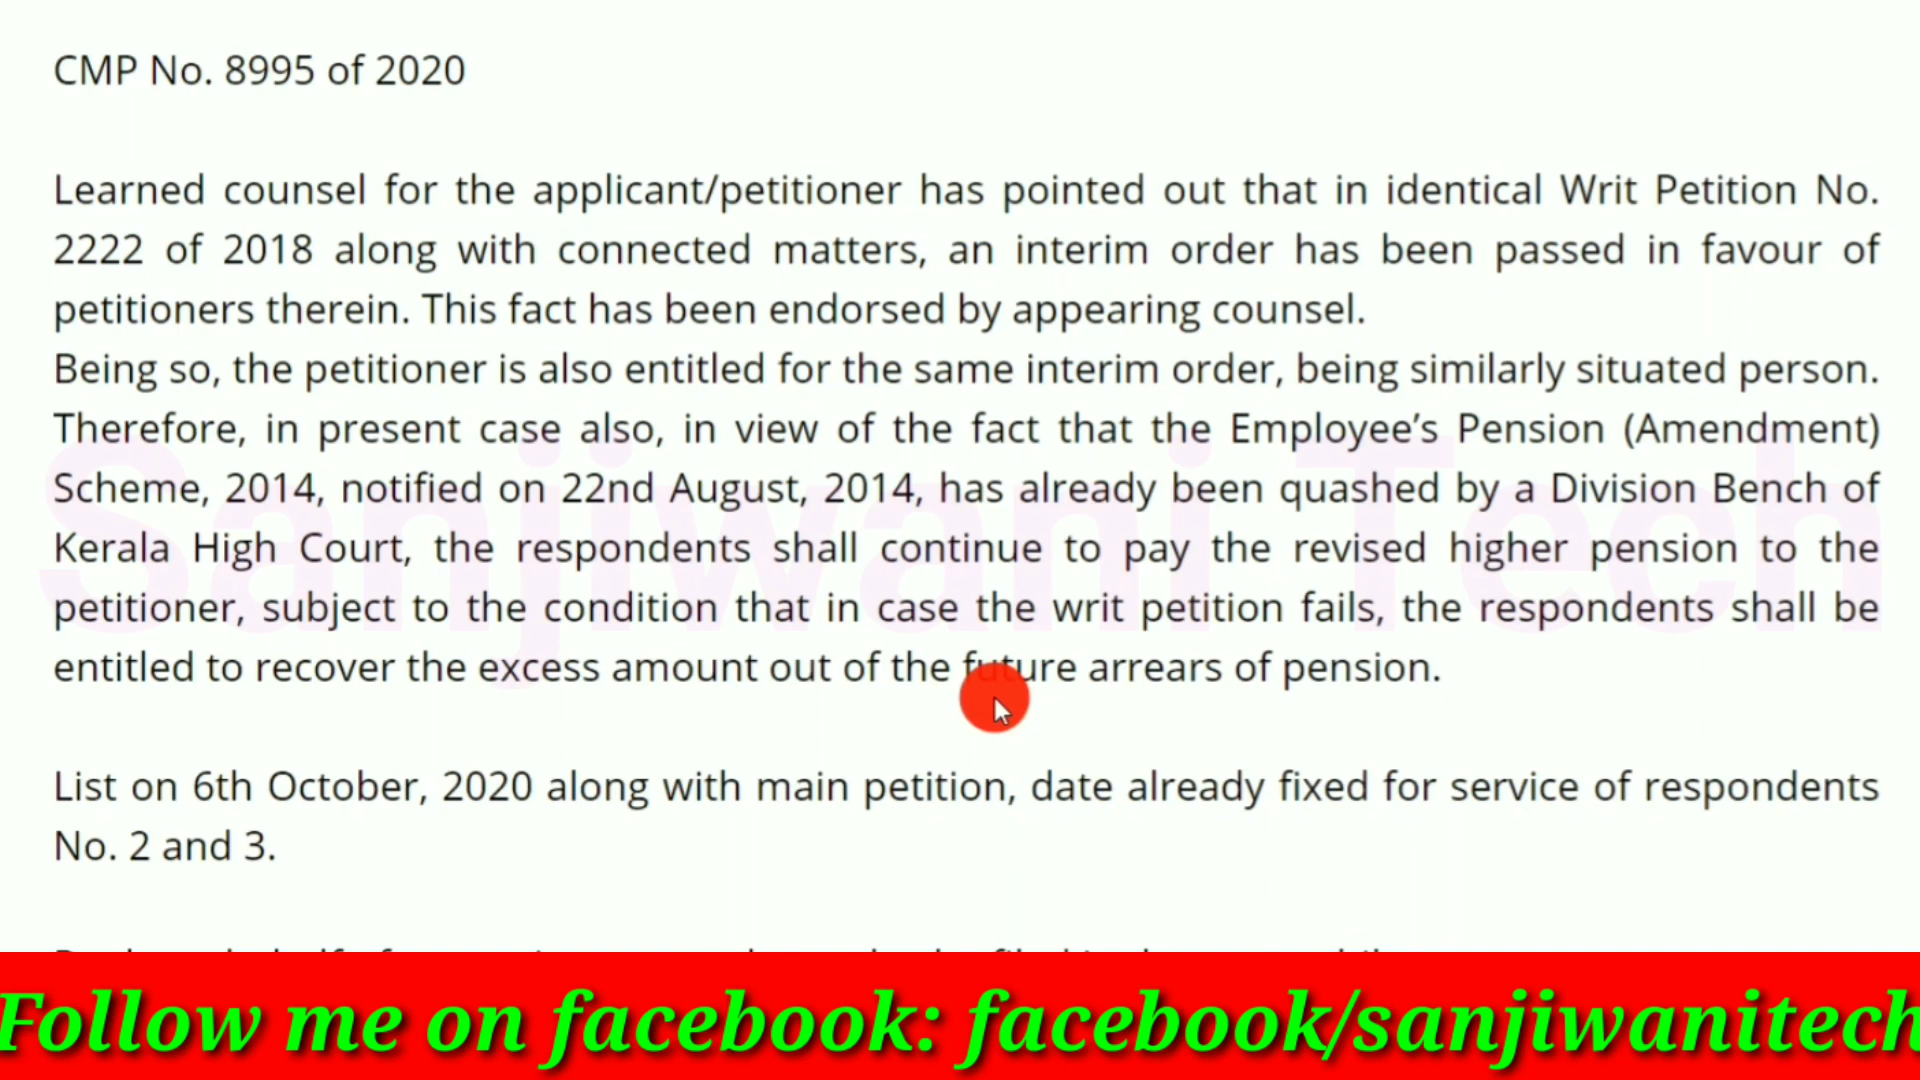 CMP No. 8995 of 2020
Learned counsel for the applicant/petitioner has pointed out that in identical Writ Petition No.
2222 of 2018 along with connected matters, an interim order has been passed in favour of
petitioners therein. This fact has been endorsed by appearing counsel.
Being so, the petitioner is also entitled for the same interim order, being similarly situated person.
Therefore, in present case also, in view of the fact that the Employee’s Pension (Amendment)
Scheme, 2014, notified on 22nd August, 2014, has already been quashed by a Division Bench of
Kerala High Court, the respondents shall continue to pay the revised higher pension to the
petitioner, subject to the condition that in case the writ petition fails, the respondents shall be
entitled to recover the excess amount out of the future arrears of pension.
Sanjiwani Tech
List on 6th October, 2020 along with main petition, date already fixed for service of respondents
No. 2 and 3.
Follow me on facebook: facebook/sanjiwanitech